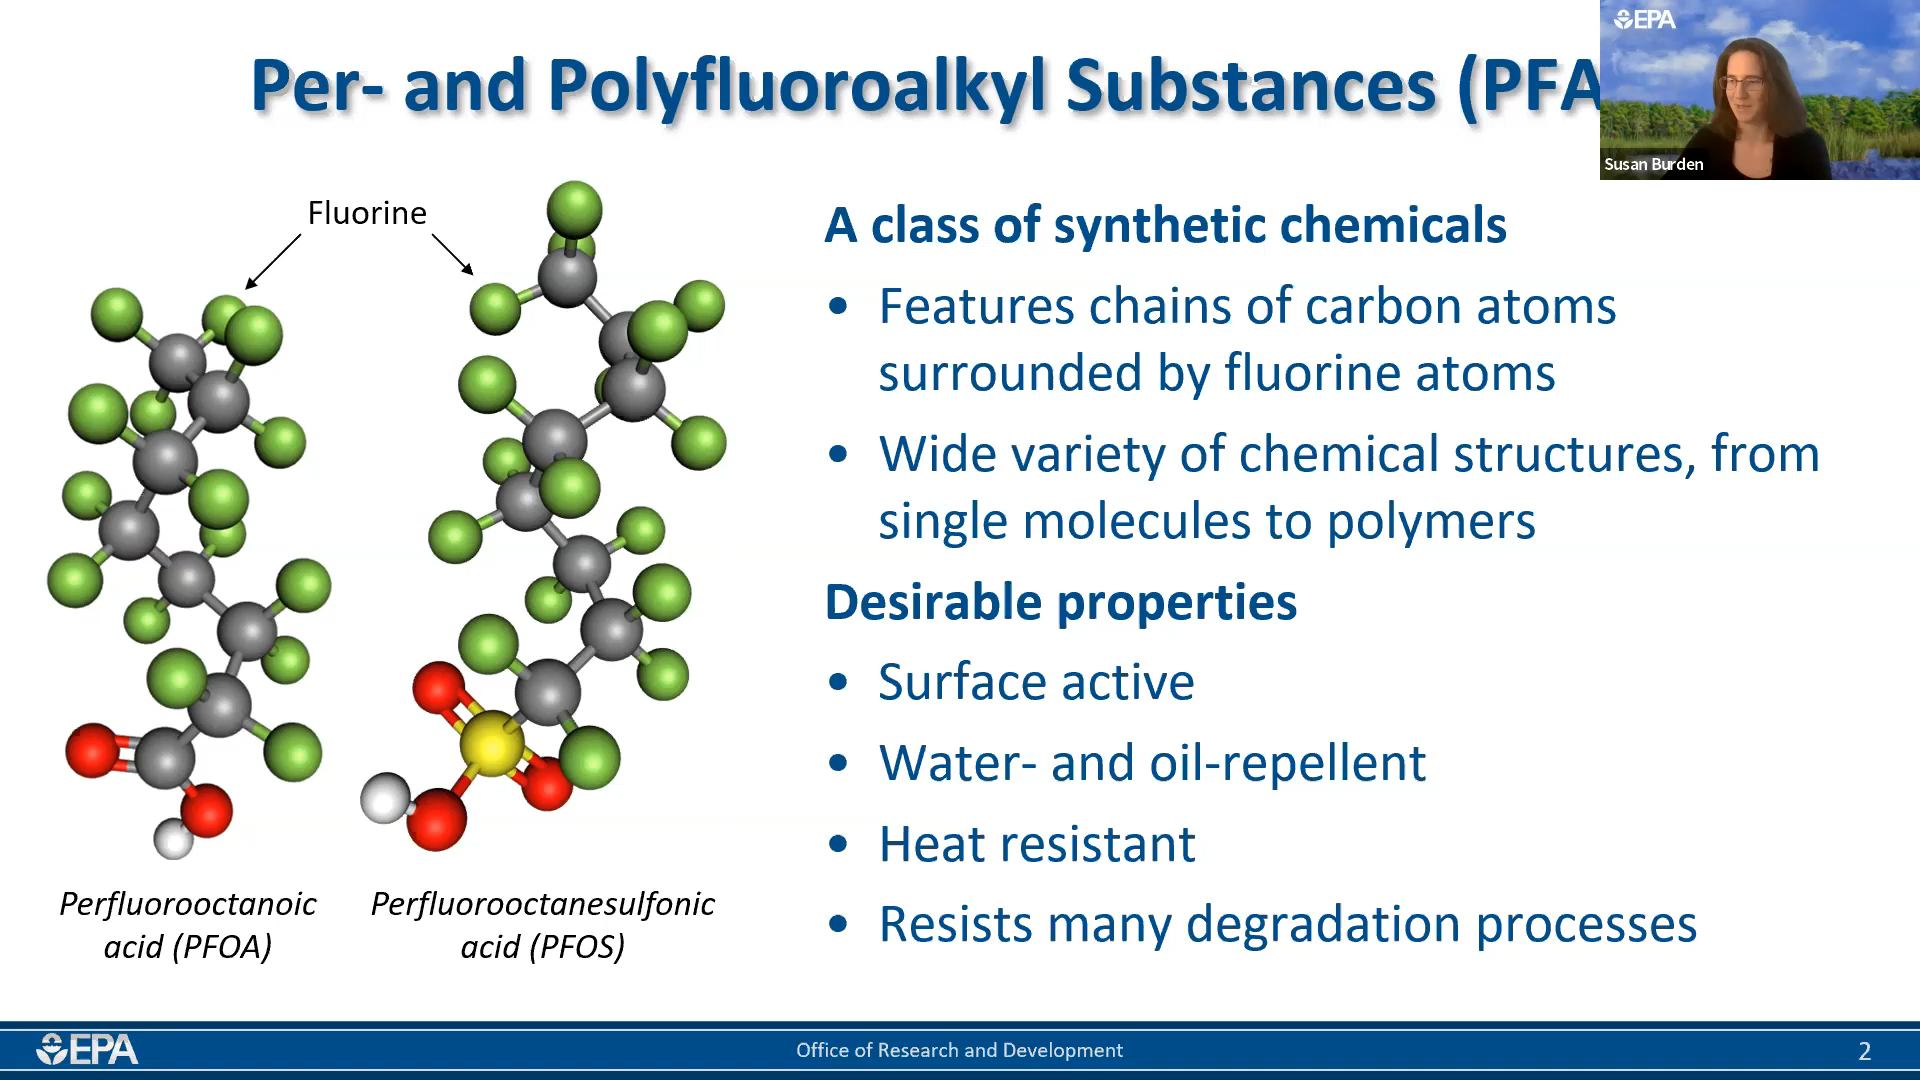 Per- and Polyfluoroalkyl Substances (PFA
EPA
Susan Burden
Fluorine
Perfluorooctanoic
acid (PFOA)
Perfluorooctanesulfonic
acid (PFOS)
A class of synthetic chemicals
• Features chains of carbon atoms
surrounded by fluorine atoms
• Wide variety of chemical structures, from
single molecules to polymers
Desirable properties
• Surface active
• Water- and oil-repellent
• Heat resistant
• Resists many degradation processes
EPA
Office of Research and Development
2